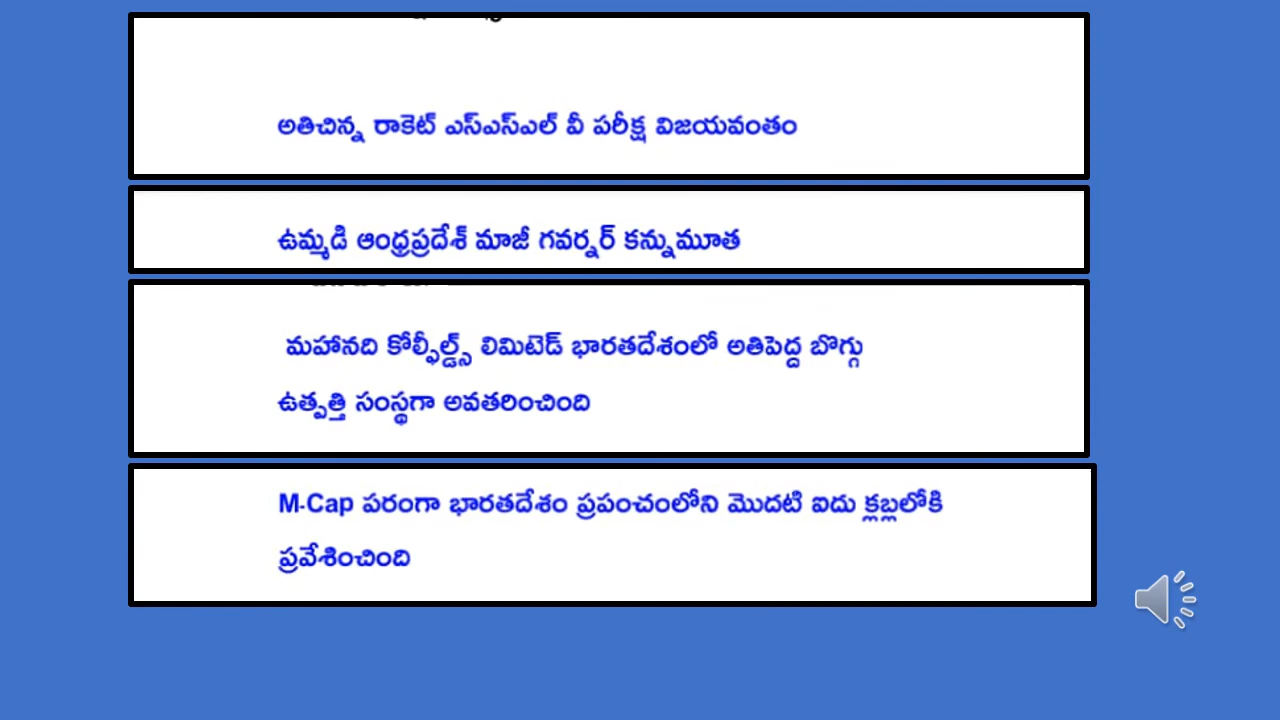 అతిచిన్న రాకెట్ ఎస్ఎస్ఎల్ వీ పరీక్ష విజయవంతం
ఉమ్మడి ఆంధ్రప్రదేశ్ మాజీ గవర్నర్ కన్నుమూత
మహానది కోల్ఫీల్డ్స్ లిమిటెడ్ భారతదేశంలో అతిపెద్ద బొగ్గు
ఉత్పత్తి సంస్థగా అవతరించింది
M-Cap పరంగా భారతదేశం ప్రపంచంలోని మొదటి ఐదు క్లబ్లలోకి
ప్రవేశించింది